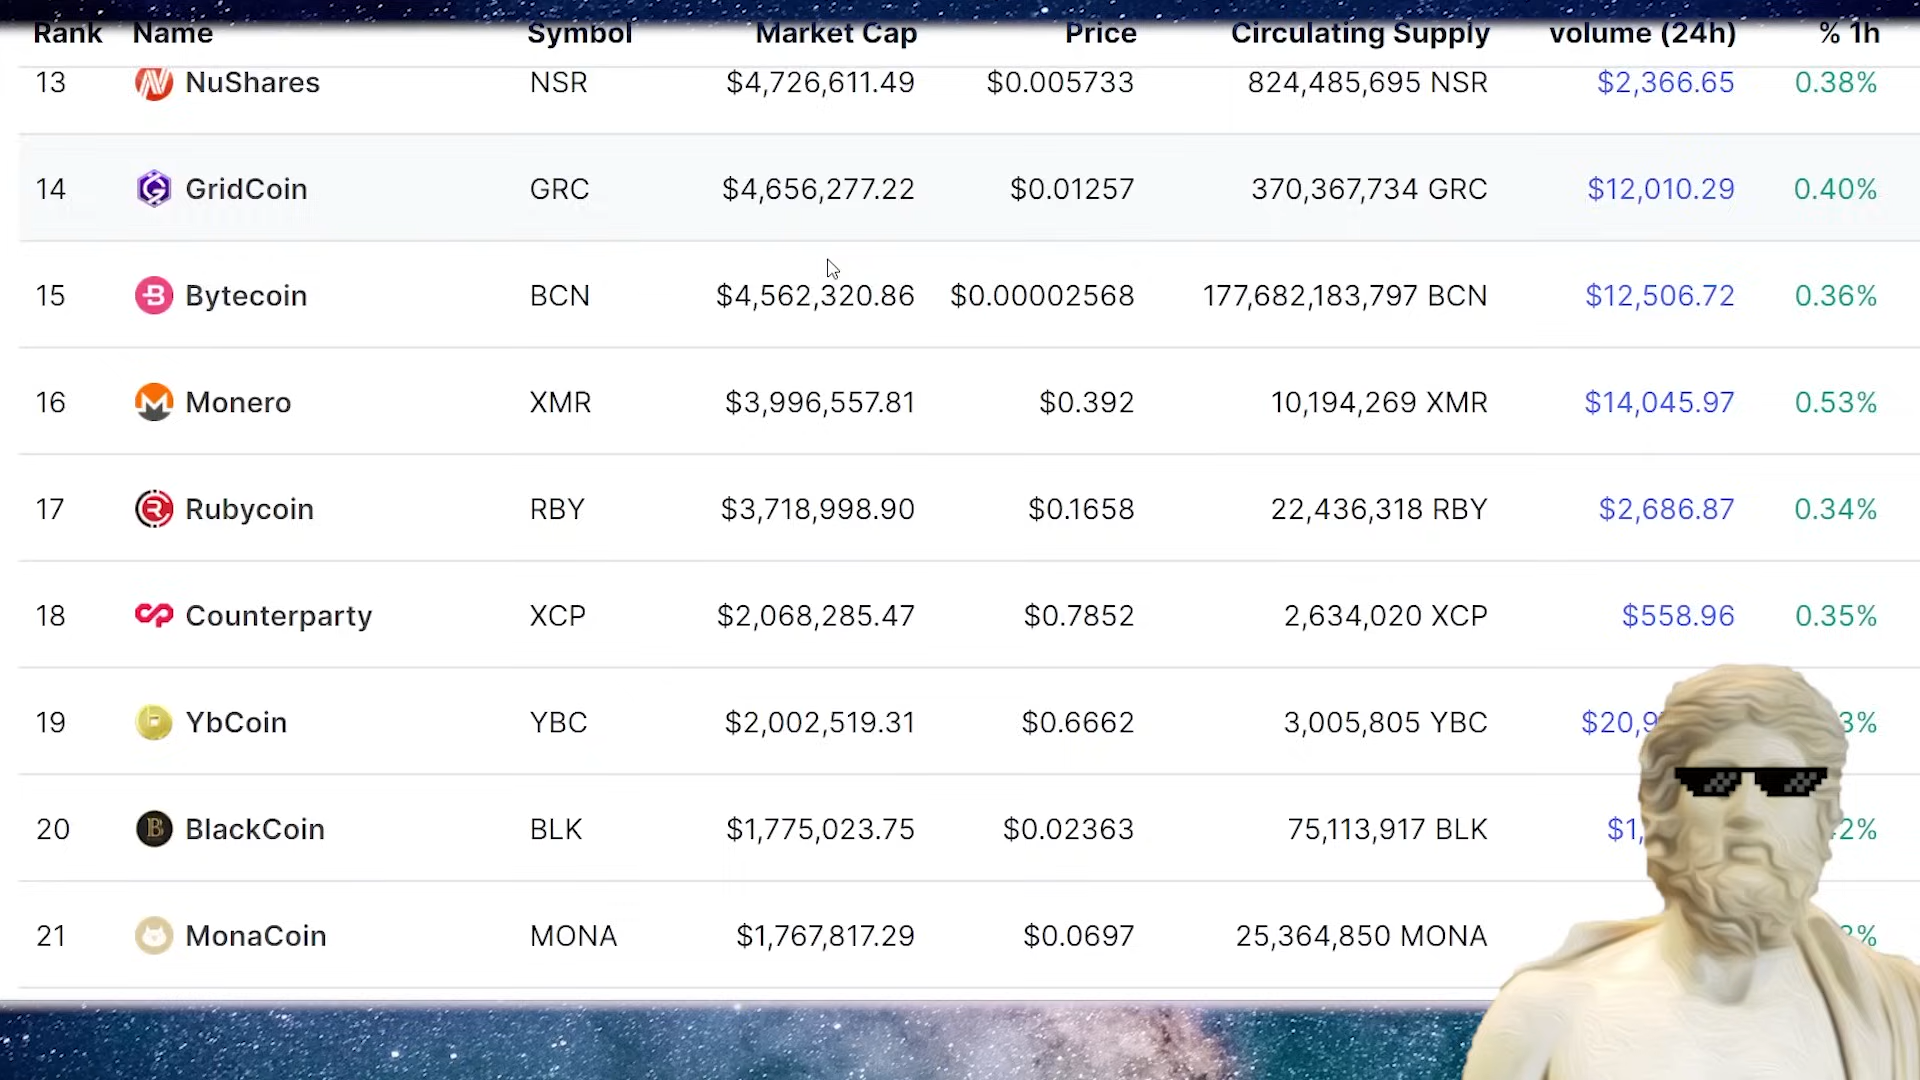 Rank Name Symbol Market Cap Price Circulating Supply volume (24h) % 1h
13 NuShares NSR $4,726,611.49 $0.005733 824,485,695 NSR $2,366.65 0.38%
14 GridCoin GRC $4,656,277.22 $0.01257 370,367,734 GRC $12,010.29 0.40%
15 Bytecoin BCN $4,562,320.86 $0.00002568 177,682,183,797 BCN $12,506.72 0.36%
16 Monero XMR $3,996,557.81 $0.392 10,194,269 XMR $14,045.97 0.53%
17 Rubycoin RBY $3,718,998.90 $0.1658 22,436,318 RBY $2,686.87 0.34%
18 Counterparty XCP $2,068,285.47 $0.7852 2,634,020 XCP $558.96 0.35%
19 YbCoin YBC $2,002,519.31 $0.6662 3,005,805 YBC
20 BlackCoin BLK $1,775,023.75 $0.02363 75,113,917 BLK
21 MonaCoin MONA $1,767,817.29 $0.0697 25,364,850 MONA